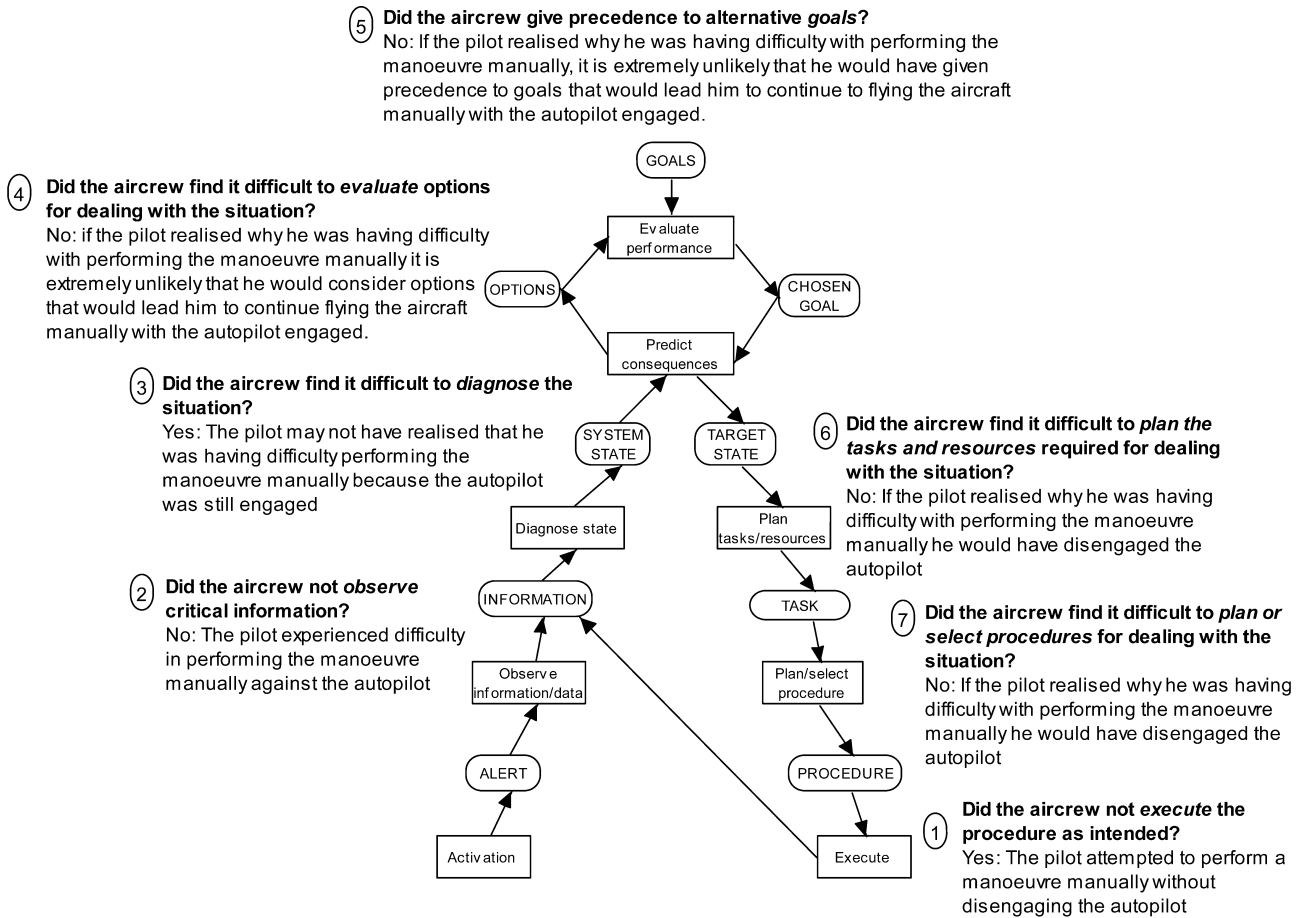 5
Did the aircrew give precedence to alternative goals?
No: If the pilot realised why he was having difficulty with performing the
manoeuvre manually, it is extremely unlikely that he would have given
precedence to goals that would lead him to continue to flying the aircraft
manually with the autopilot engaged.
GOALS
4
Did the aircrew find it difficult to evaluate options
for dealing with the situation?
No: if the pilot realised why he was having difficulty
with performing the manoeuvre manually it is
extremely unlikely that he would consider options
that would lead him to continue flying the aircraft
manually with the autopilot engaged.
Evaluate
performance
OPTIONS
CHOSEN
GOAL
Predict
consequences
3
Did the aircrew find it difficult to diagnose the
situation?
Yes: The pilot may not have realised that he
was having difficulty performing the
manoeuvre manually because the autopilot
was still engaged
SYSTEM
STATE
TARGET
STATE
6
Did the aircrew find it difficult to plan the
tasks and resources required for dealing
with the situation?
No: If the pilot realised why he was having
difficulty with performing the manoeuvre
manually he would have disengaged the
autopilot
Diagnose state
Plan
tasks/resources
2
Did the aircrew not observe
critical information?
No: The pilot experienced difficulty
in performing the manoeuvre
manually against the autopilot
INFORMATION
TASK
7
Did the aircrew find it difficult to plan or
select procedures for dealing with the
situation?
No: If the pilot realised why he was having
difficulty with performing the manoeuvre
manually he would have disengaged the
autopilot
Observe
information/data
Plan/select
procedure
ALERT
PROCEDURE
1
Did the aircrew not execute the
procedure as intended?
Yes: The pilot attempted to perform a
manoeuvre manually without
disengaging the autopilot
Activation
Execute